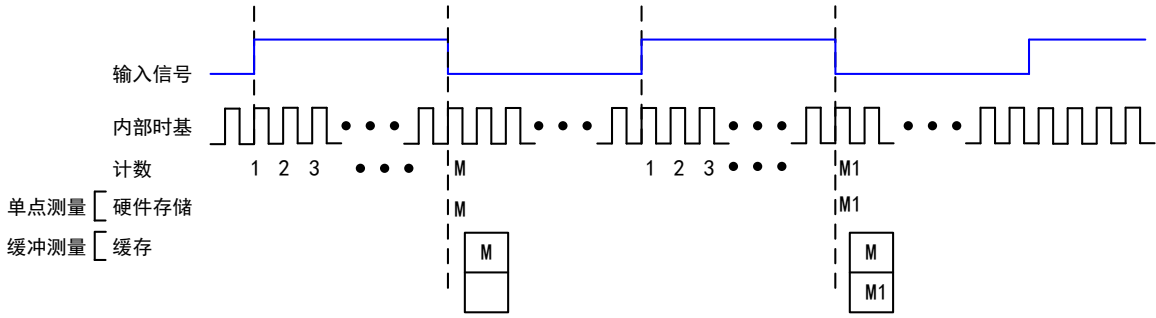 输入信号
内部时基
计数 1 2 3 M 1 2 3 M1
单点测量 硬件存储 M M1
缓冲测量 缓存 M M
M1